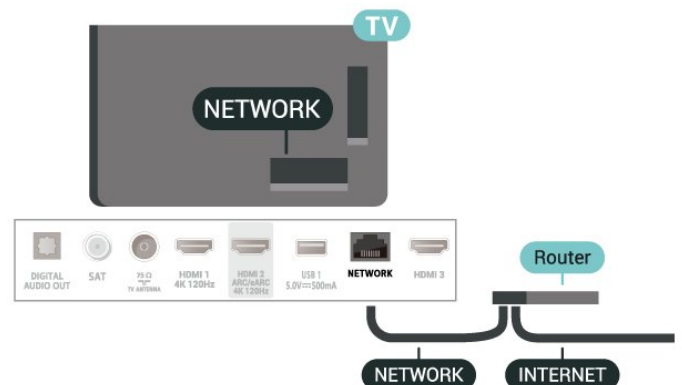 TV
NETWORK
DIGITAL
AUDIO OUT
SAT
75 Ω
TV ANTENNA
HDMI 1
4K 120Hz
HDMI 2
ARC/eARC
4K 120Hz
USB 1
5.0V⎓500mA
NETWORK
HDMI 3
Router
NETWORK
INTERNET